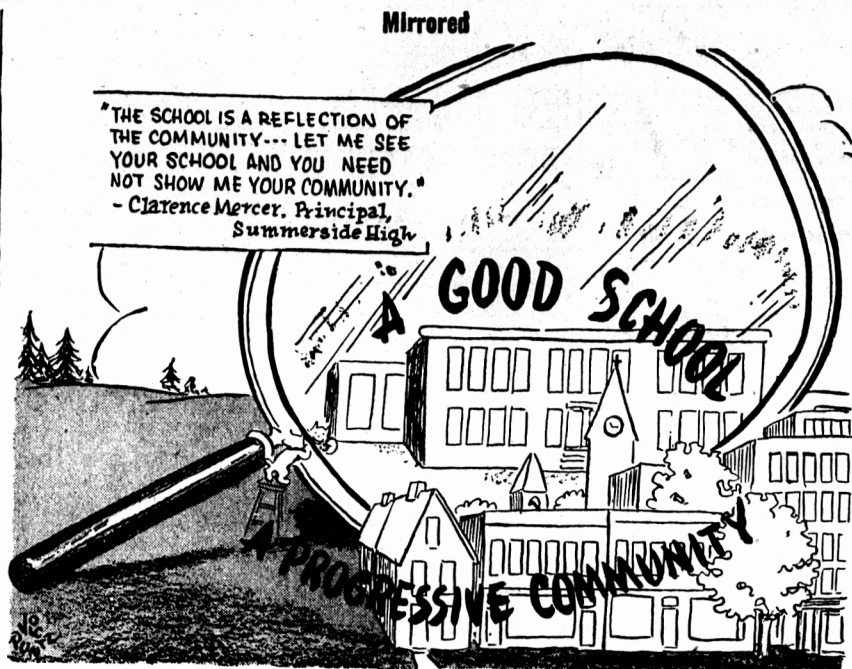 Mirrored
"THE SCHOOL IS A REFLECTION OF
THE COMMUNITY--- LET ME SEE
YOUR SCHOOL AND YOU NEED
NOT SHOW ME YOUR COMMUNITY."
- Clarence Mercer. Principal,
Summerside High
A GOOD SCHOOL
A PROGRESSIVE COMMUNITY